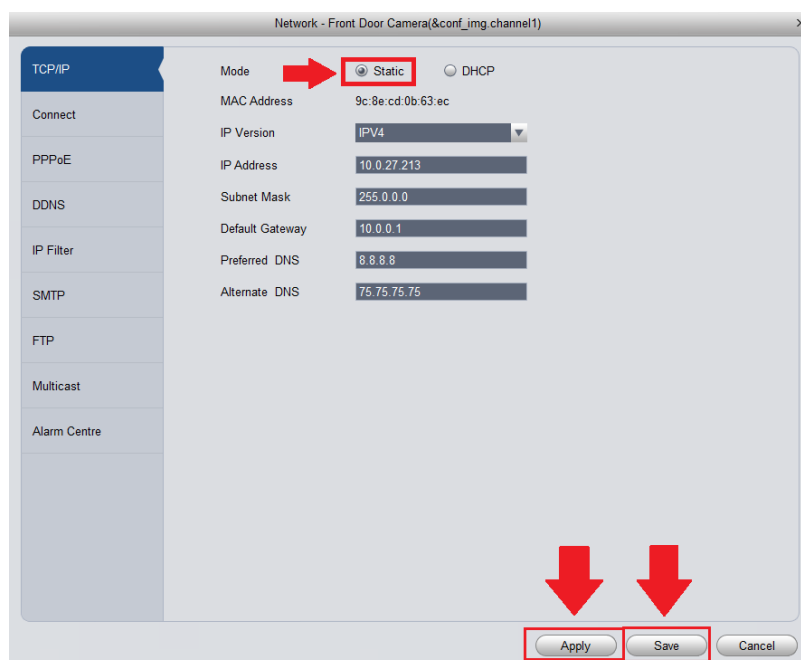 Network - Front Door Camera(&conf_img.channel1)
TCP/IP
Connect
PPPoE
DDNS
IP Filter
SMTP
FTP
Multicast
Alarm Centre
Mode Static DHCP
MAC Address 9c:8e:cd:0b:63:ec
IP Version IPV4
IP Address 10.0.27.213
Subnet Mask 255.0.0.0
Default Gateway 10.0.0.1
Preferred DNS 8.8.8.8
Alternate DNS 75.75.75.75
Apply Save Cancel